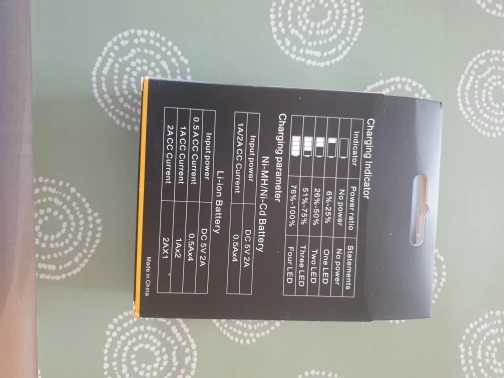 Charging Indicator
Indicator Power ratio Statements
No power No power
6%-25% One LED
26%-50% Two LED
51%-75% Three LED
76%-100% Four LED
Charging parameter
Ni-MH/Ni-Cd Battery
Input power DC 5V 2A
1A/2A CC Current 0.5Ax4
Li-ion Battery
Input power DC 5V 2A
0.5 A CC Current 0.5Ax4
1A CC Current 1Ax2
2A CC Current 2AX1
Made in China